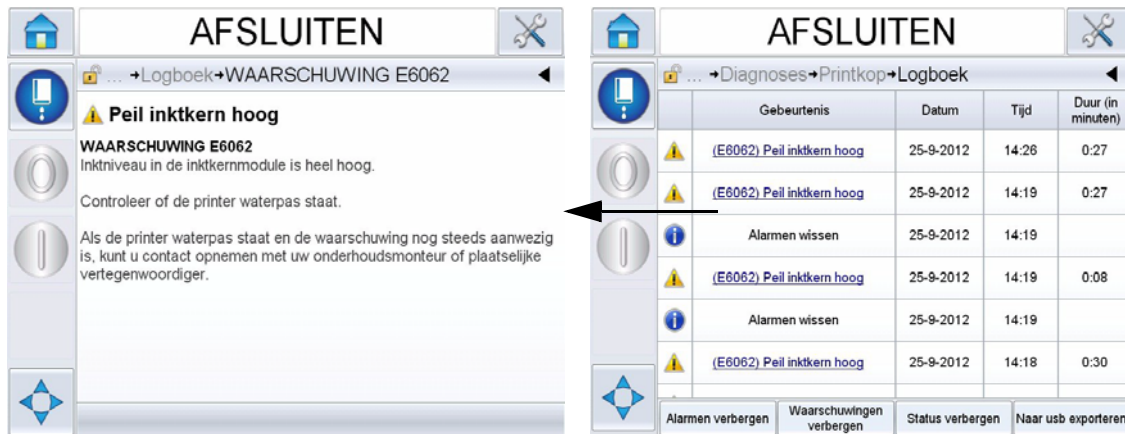 AFSLUITEN
... →Logboek→WAARSCHUWING E6062
Peil inktkern hoog
WAARSCHUWING E6062
Inktniveau in de inktkernmodule is heel hoog.
Controleer of de printer waterpas staat.
Als de printer waterpas staat en de waarschuwing nog steeds aanwezig
is, kunt u contact opnemen met uw onderhoudsmonteur of plaatselijke
vertegenwoordiger.
AFSLUITEN
... →Diagnoses→Printkop→Logboek
Gebeurtenis Datum Tijd Duur (in minuten)
(E6062) Peil inktkern hoog 25-9-2012 14:26 0:27
(E6062) Peil inktkern hoog 25-9-2012 14:19 0:27
Alarmen wissen 25-9-2012 14:19
(E6062) Peil inktkern hoog 25-9-2012 14:19 0:08
Alarmen wissen 25-9-2012 14:19
(E6062) Peil inktkern hoog 25-9-2012 14:18 0:30
Alarmen verbergen Waarschuwingen verbergen Status verbergen Naar usb exporteren